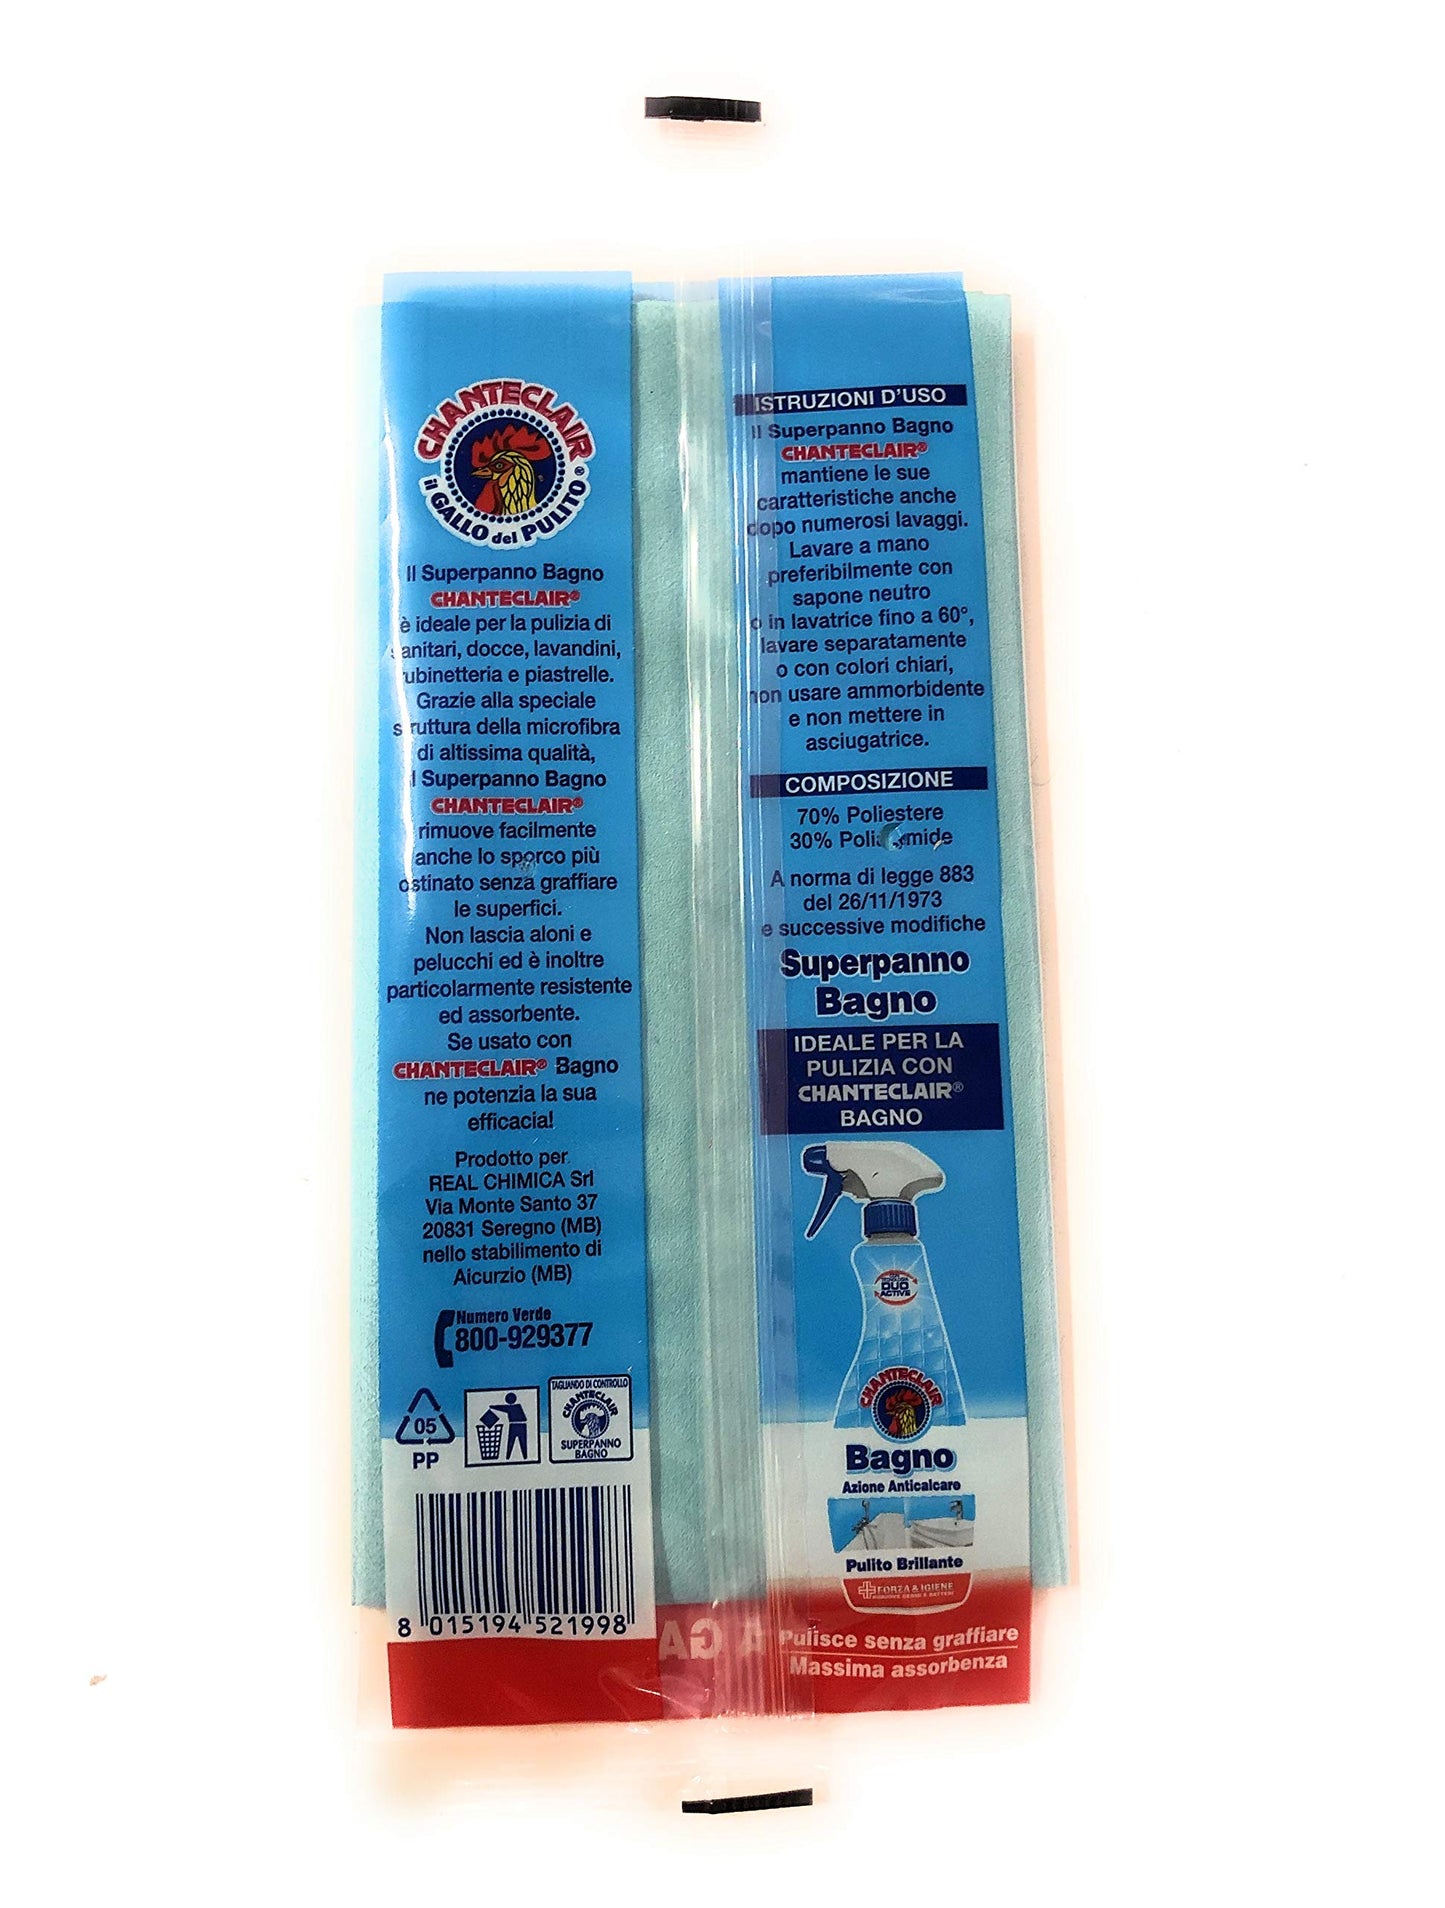 CHANTECLAIR
il GALLO del PULITO®
Il Superpanno Bagno
CHANTECLAIR®
è ideale per la pulizia di
sanitari, docce, lavandini,
rubinetteria e piastrelle.
Grazie alla speciale
struttura della microfibra
di altissima qualità,
il Superpanno Bagno
CHANTECLAIR®
rimuove facilmente
anche lo sporco più
ostinato senza graffiare
le superfici.
Non lascia aloni e
pelucchi ed è inoltre
particolarmente resistente
ed assorbente.
Se usato con
CHANTECLAIR® Bagno
ne potenzia la sua
efficacia!
Prodotto per
REAL CHIMICA Srl
Via Monte Santo 37
20831 Seregno (MB)
nello stabilimento di
Aicurzio (MB)
Numero Verde
800-929377
05
PP
TAGLIANDO DI CONTROLLO
CHANTECLAIR
SUPERPANNO
BAGNO
8 015194 521998
ISTRUZIONI D'USO
Il Superpanno Bagno
CHANTECLAIR®
mantiene le sue
caratteristiche anche
dopo numerosi lavaggi.
Lavare a mano
preferibilmente con
sapone neutro
o in lavatrice fino a 60°,
lavare separatamente
o con colori chiari,
non usare ammorbidente
e non mettere in
asciugatrice.
COMPOSIZIONE
70% Poliestere
30% Poliammide
A norma di legge 883
del 26/11/1973
e successive modifiche
Superpanno
Bagno
IDEALE PER LA
PULIZIA CON
CHANTECLAIR®
BAGNO
TECNOLOGIA
DUO
ACTIVE
CHANTECLAIR
Bagno
Azione Anticalcare
Pulito Brillante
FORZA & IGIENE
RIMUOVE GERMI E BATTERI
Pulisce senza graffiare
Massima assorbenza